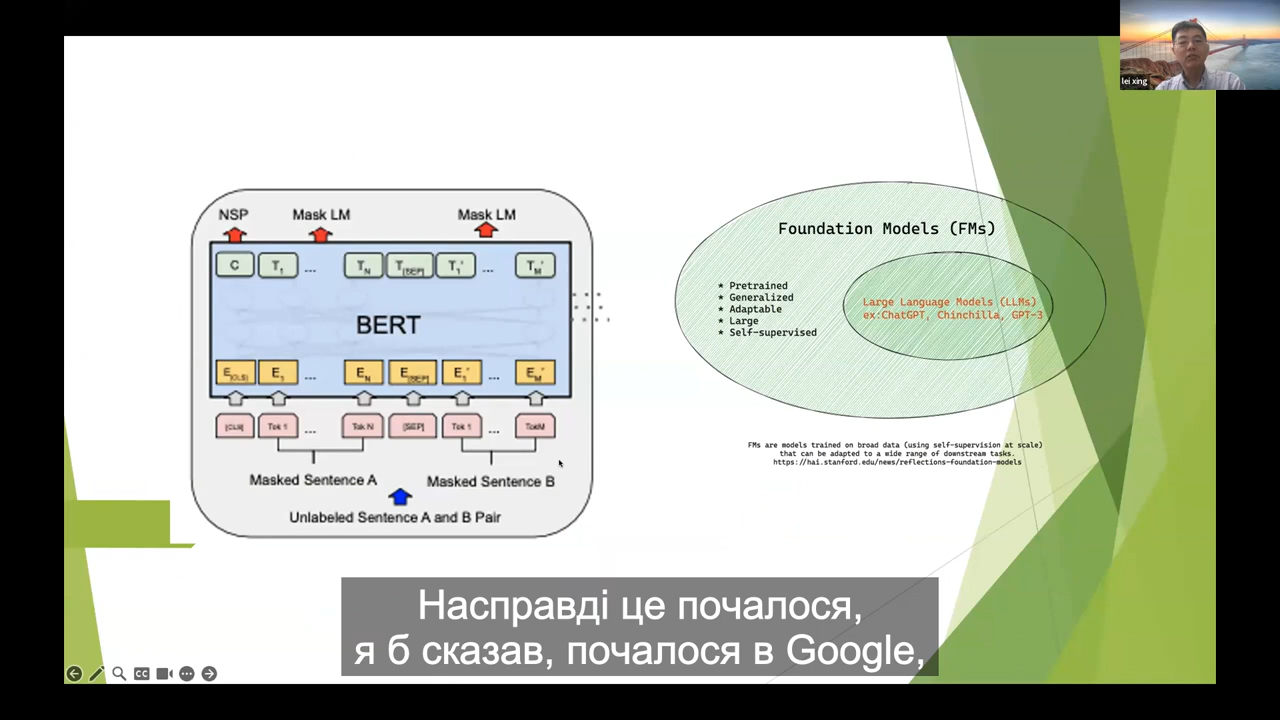 lei xing
NSP Mask LM Mask LM
C T1 ... TN T[SEP] T1' ... TM'
BERT
E[CLS] E1 ... EN E[SEP] E1' ... EM'
[CLS] Tok 1 ... Tok N [SEP] Tok 1 ... TokM
Masked Sentence A Masked Sentence B
Unlabeled Sentence A and B Pair
Foundation Models (FMs)
* Pretrained
* Generalized
* Adaptable
* Large
* Self-supervised
Large Language Models (LLMs)
ex:ChatGPT, Chinchilla, GPT-3
FMs are models trained on broad data (using self-supervision at scale)
that can be adapted to a wide range of downstream tasks.
https://hai.stanford.edu/news/reflections-foundation-models
Насправді це почалося,
я б сказав, почалося в Google,
CC